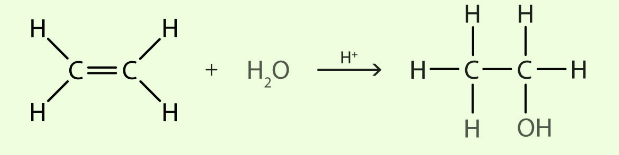 H H H⁺ H H
C=C + H₂O → H—C—C—H
H H H OH